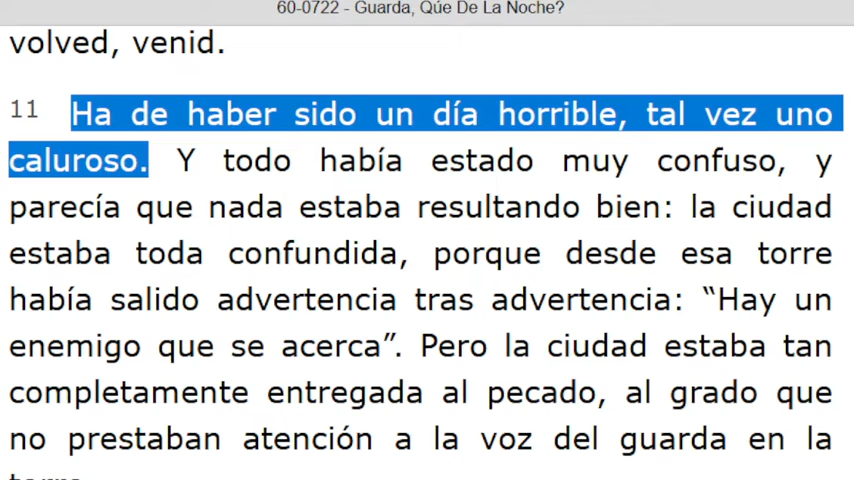 60-0722 - Guarda, Qúe De La Noche?
volved, venid.
11 Ha de haber sido un día horrible, tal vez uno
caluroso. Y todo había estado muy confuso, y
parecía que nada estaba resultando bien: la ciudad
estaba toda confundida, porque desde esa torre
había salido advertencia tras advertencia: “Hay un
enemigo que se acerca”. Pero la ciudad estaba tan
completamente entregada al pecado, al grado que
no prestaban atención a la voz del guarda en la